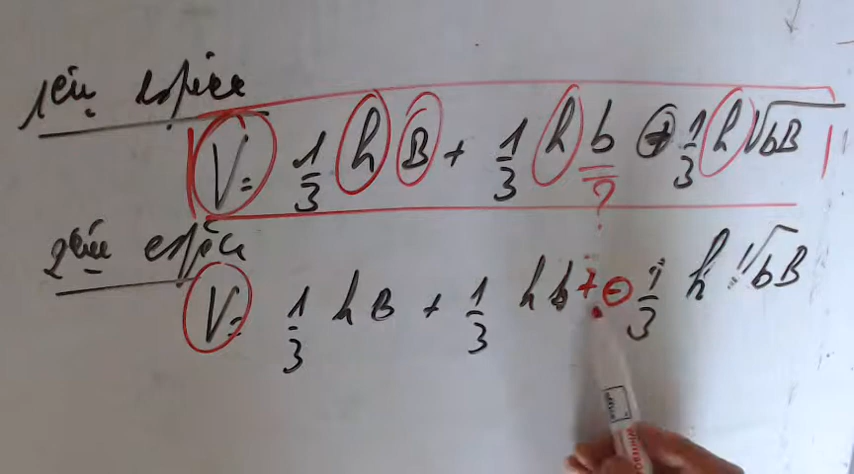 1ère espèce
V = 1/3 h B + 1/3 h b + 1/3 h √bB
?
2ème espèce
V = 1/3 h B + 1/3 h b + - 1/3 h √bB